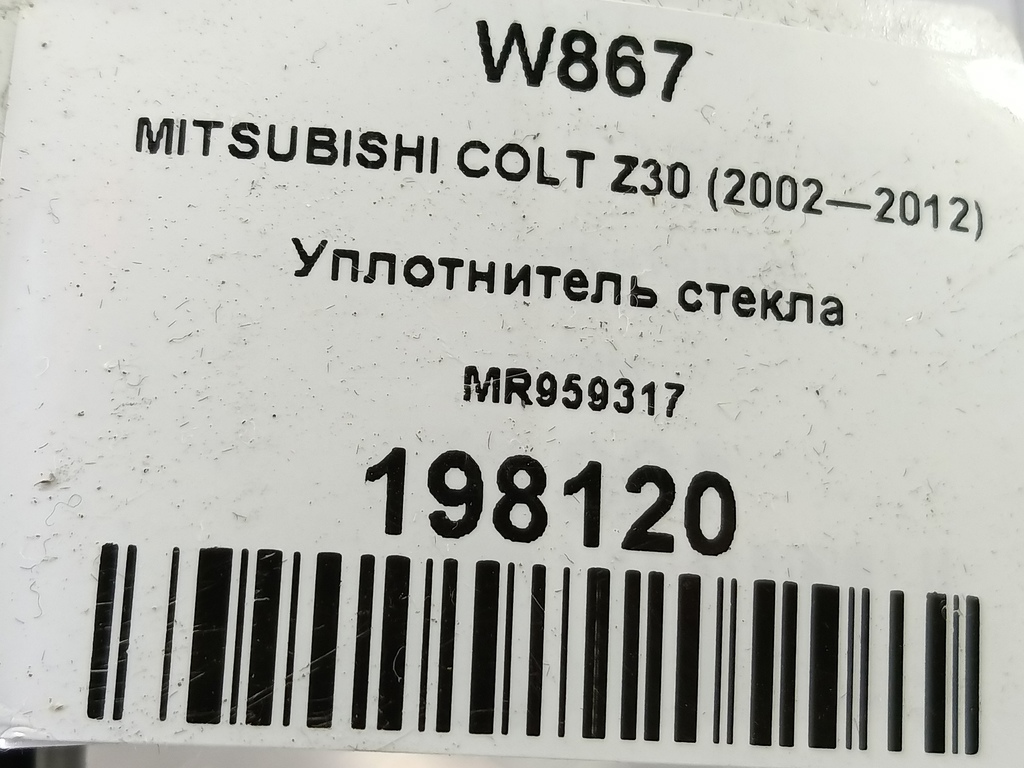 W867
MITSUBISHI COLT Z30 (2002—2012)
Уплотнитель стекла
MR959317
198120